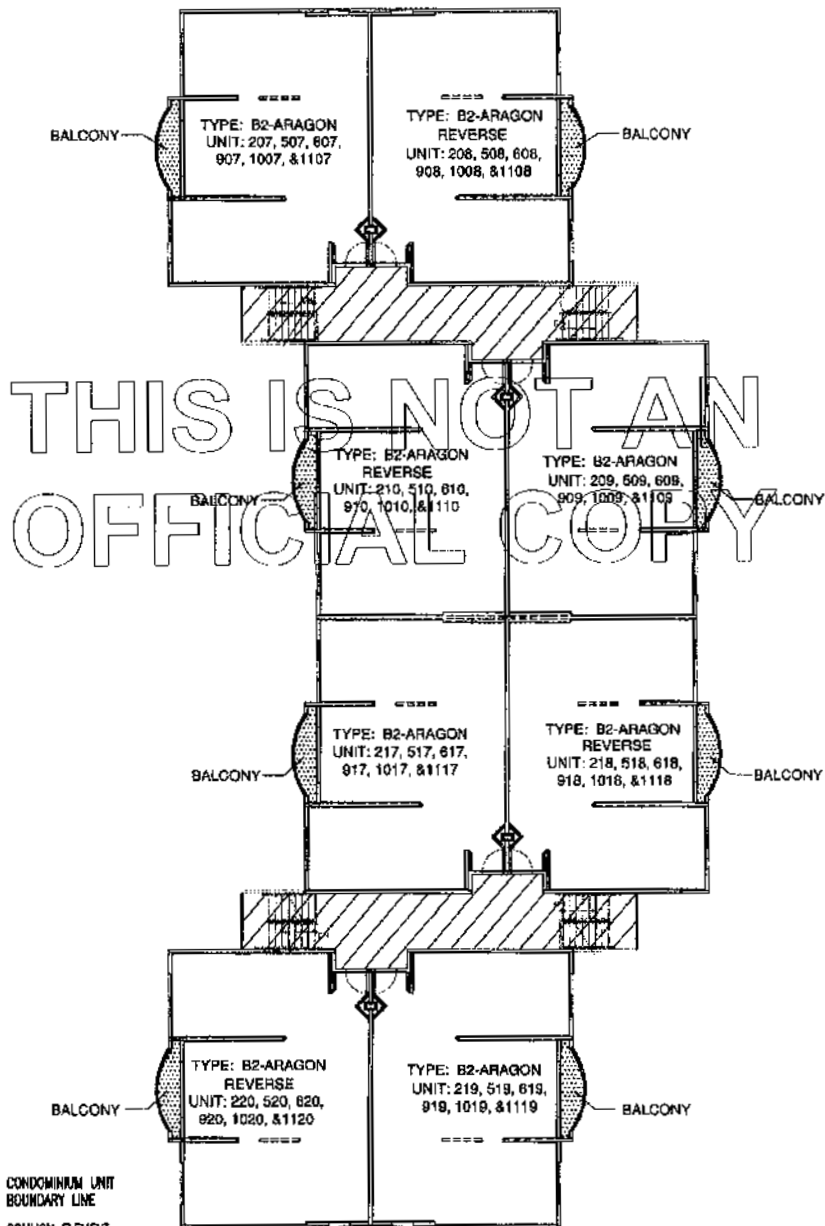 BALCONY
TYPE: B2-ARAGON
UNIT: 207, 507, 607,
907, 1007, &1107
TYPE: B2-ARAGON
REVERSE
UNIT: 208, 508, 608,
908, 1008, &1108
BALCONY
THIS IS NOT AN
OFFICIAL COPY
BALCONY
TYPE: B2-ARAGON
REVERSE
UNIT: 210, 510, 610,
910, 1010, &1110
TYPE: B2-ARAGON
UNIT: 209, 509, 609,
909, 1009, &1109
BALCONY
BALCONY
TYPE: B2-ARAGON
UNIT: 217, 517, 617,
917, 1017, &1117
TYPE: B2-ARAGON
REVERSE
UNIT: 218, 518, 618,
918, 1018, &1118
BALCONY
BALCONY
TYPE: B2-ARAGON
REVERSE
UNIT: 220, 520, 620,
920, 1020, &1120
TYPE: B2-ARAGON
UNIT: 219, 519, 619,
919, 1019, &1119
BALCONY
CONDOMINIUM UNIT
BOUNDARY LINE